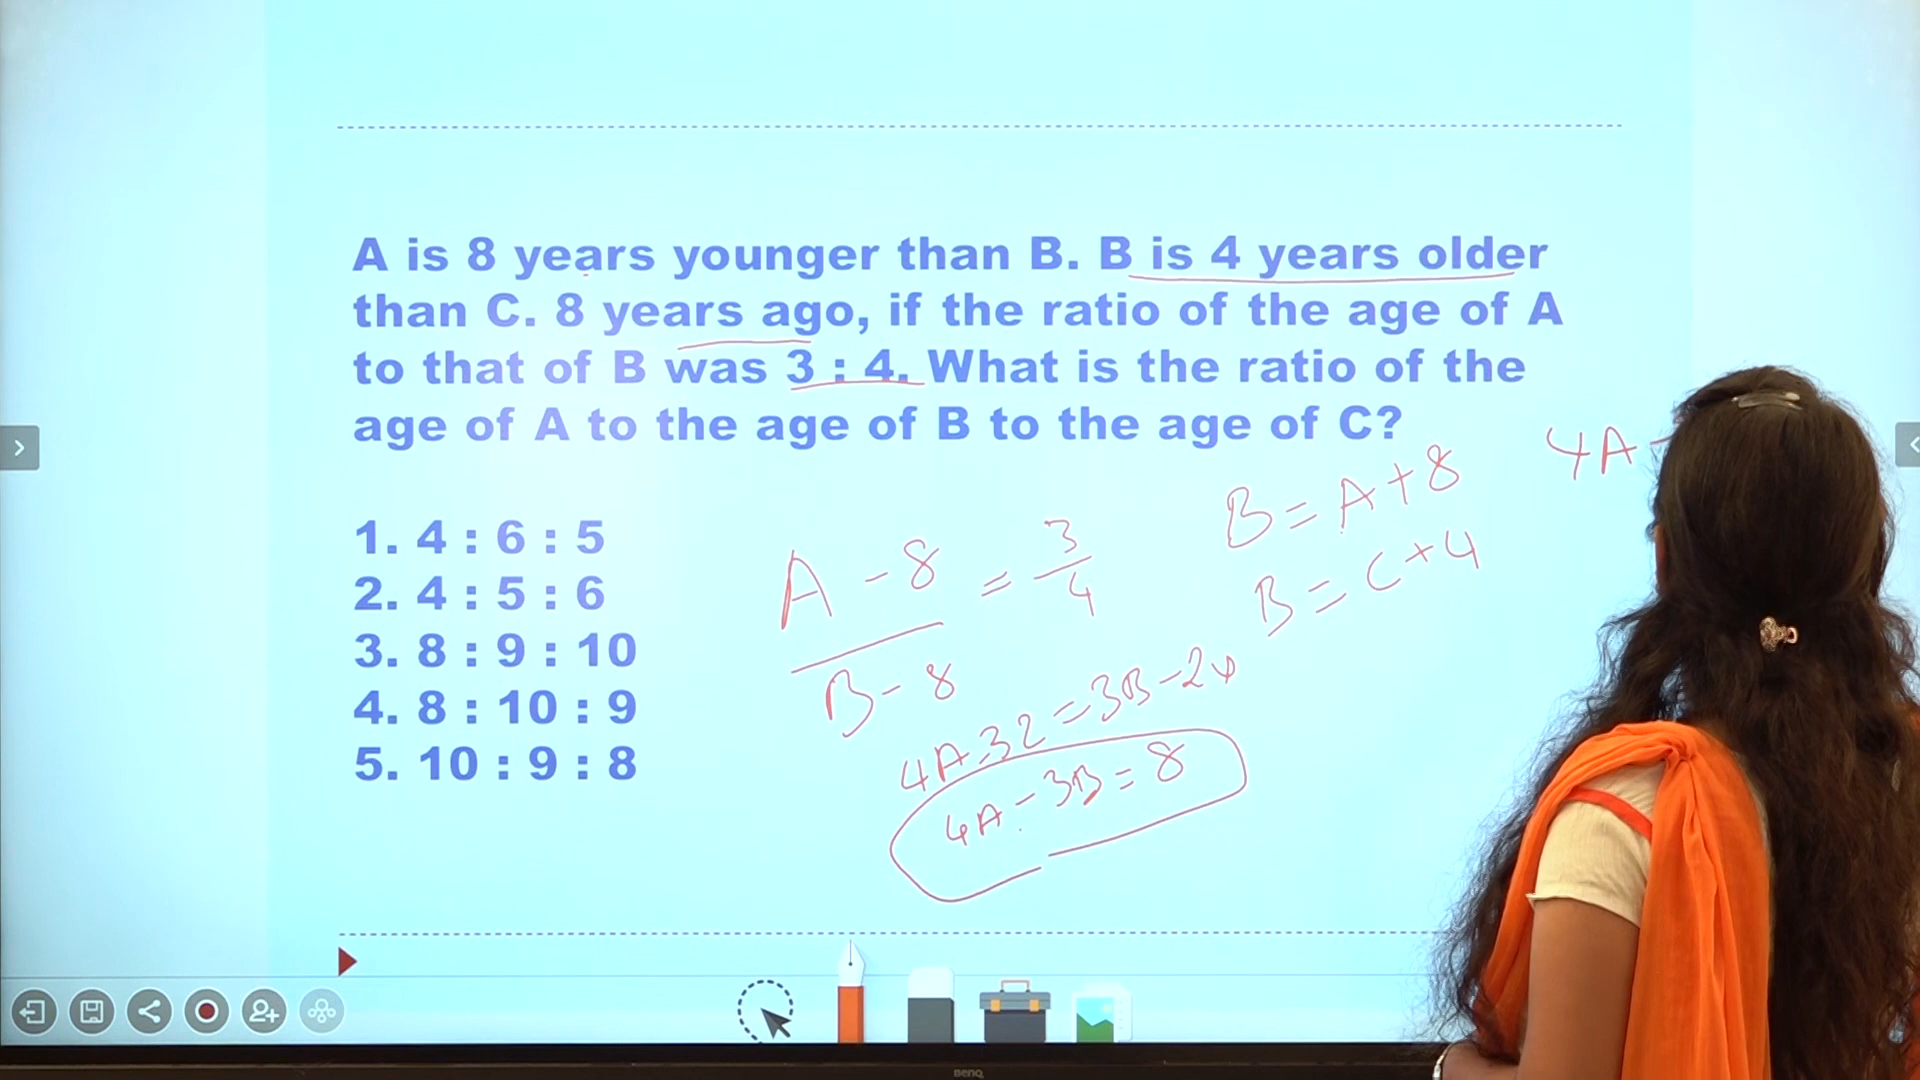 A is 8 years younger than B. B is 4 years older
than C. 8 years ago, if the ratio of the age of A
to that of B was 3 : 4. What is the ratio of the
age of A to the age of B to the age of C?
1. 4 : 6 : 5
2. 4 : 5 : 6
3. 8 : 9 : 10
4. 8 : 10 : 9
5. 10 : 9 : 8
A - 8
B - 8
= 3
4
4A-32 = 3B-24
4A - 3B = 8
B = A+8
B = C+4
4A -
BenQ